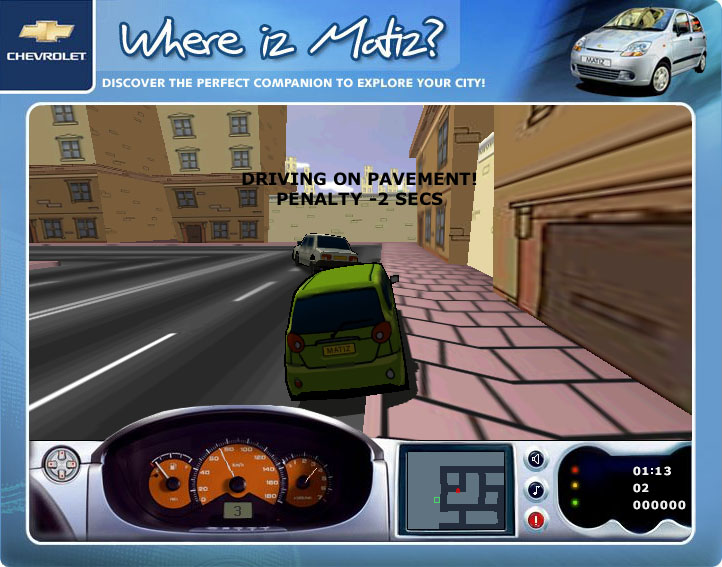 CHEVROLET
Where iz Matiz?
DISCOVER THE PERFECT COMPANION TO EXPLORE YOUR CITY!
MATIZ
DRIVING ON PAVEMENT!
PENALTY -2 SECS
MATIZ
km/h
3
01:13
02
000000